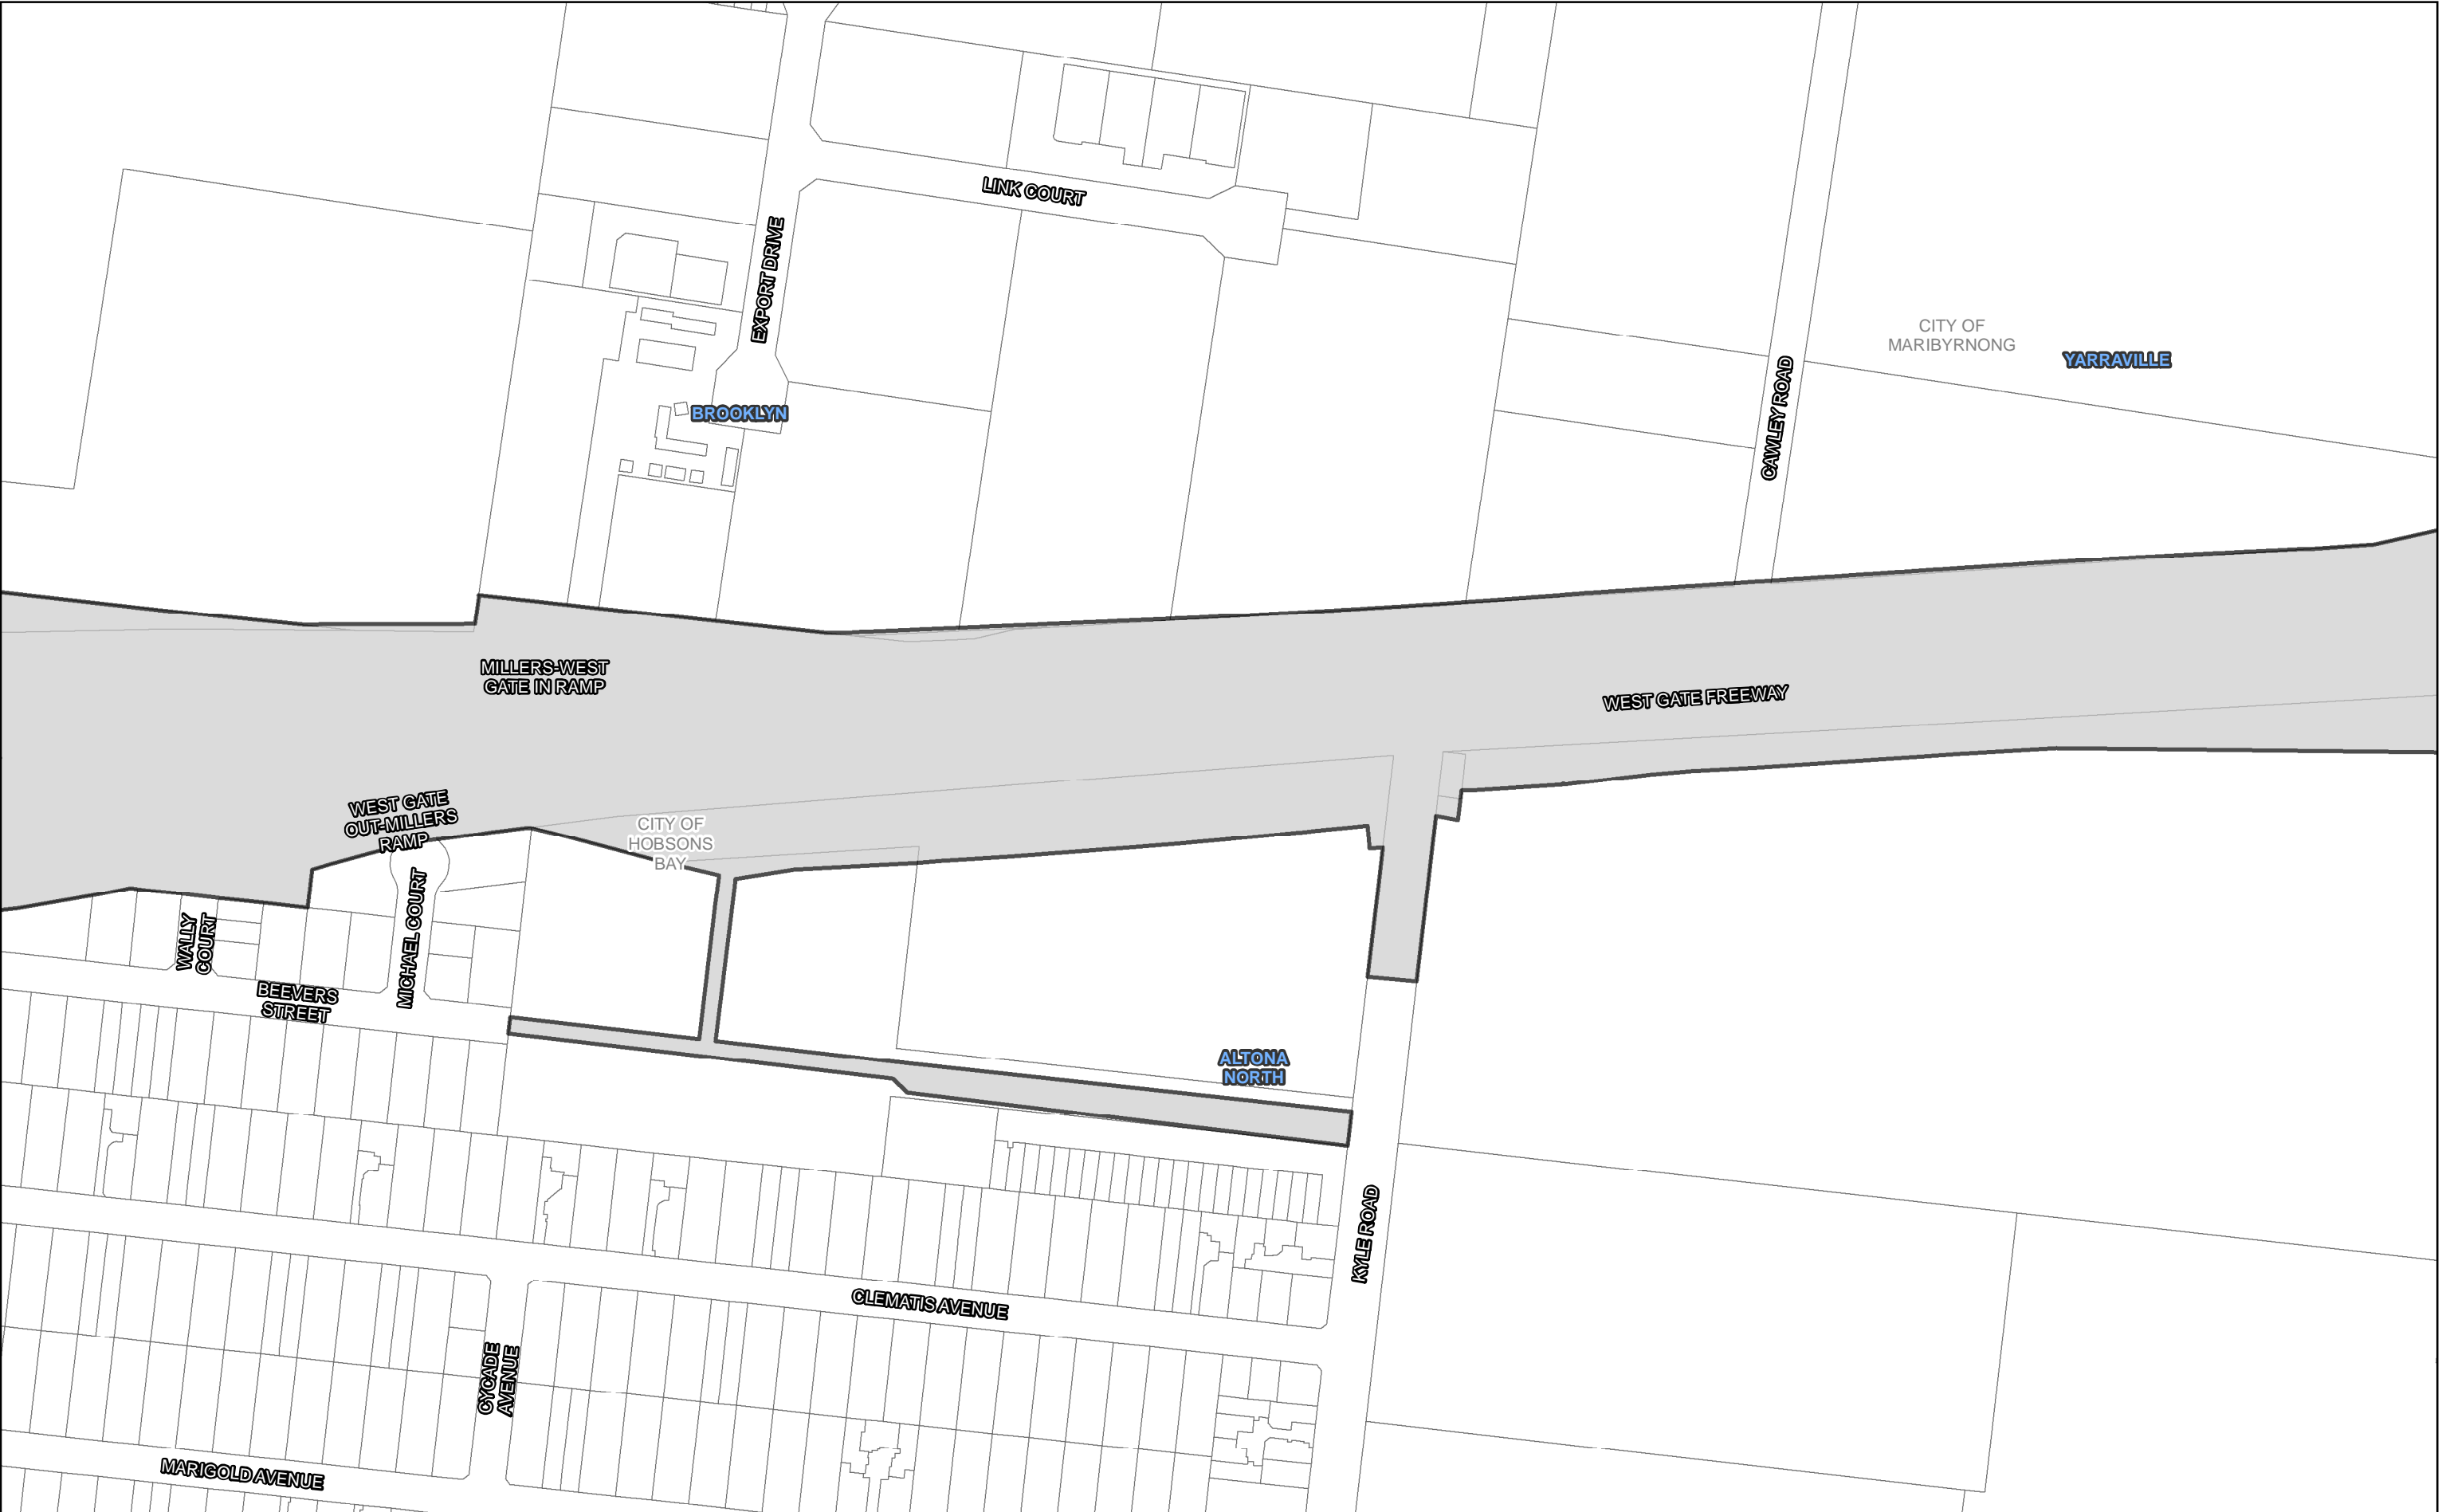 LINK COURT
EXPORT DRIVE
CITY OF
MARIBYRNONG
YARRAVILLE
CAWLEY ROAD
BROOKLYN
MILLERS-WEST
GATE IN RAMP
WEST GATE FREEWAY
WEST GATE
OUT-MILLERS
RAMP
CITY OF
HOBSONS
BAY
WALLY
COURT
MICHAEL COURT
BEEVERS
STREET
ALTONA
NORTH
KYLE ROAD
CLEMATIS AVENUE
CYCADE
AVENUE
MARIGOLD AVENUE